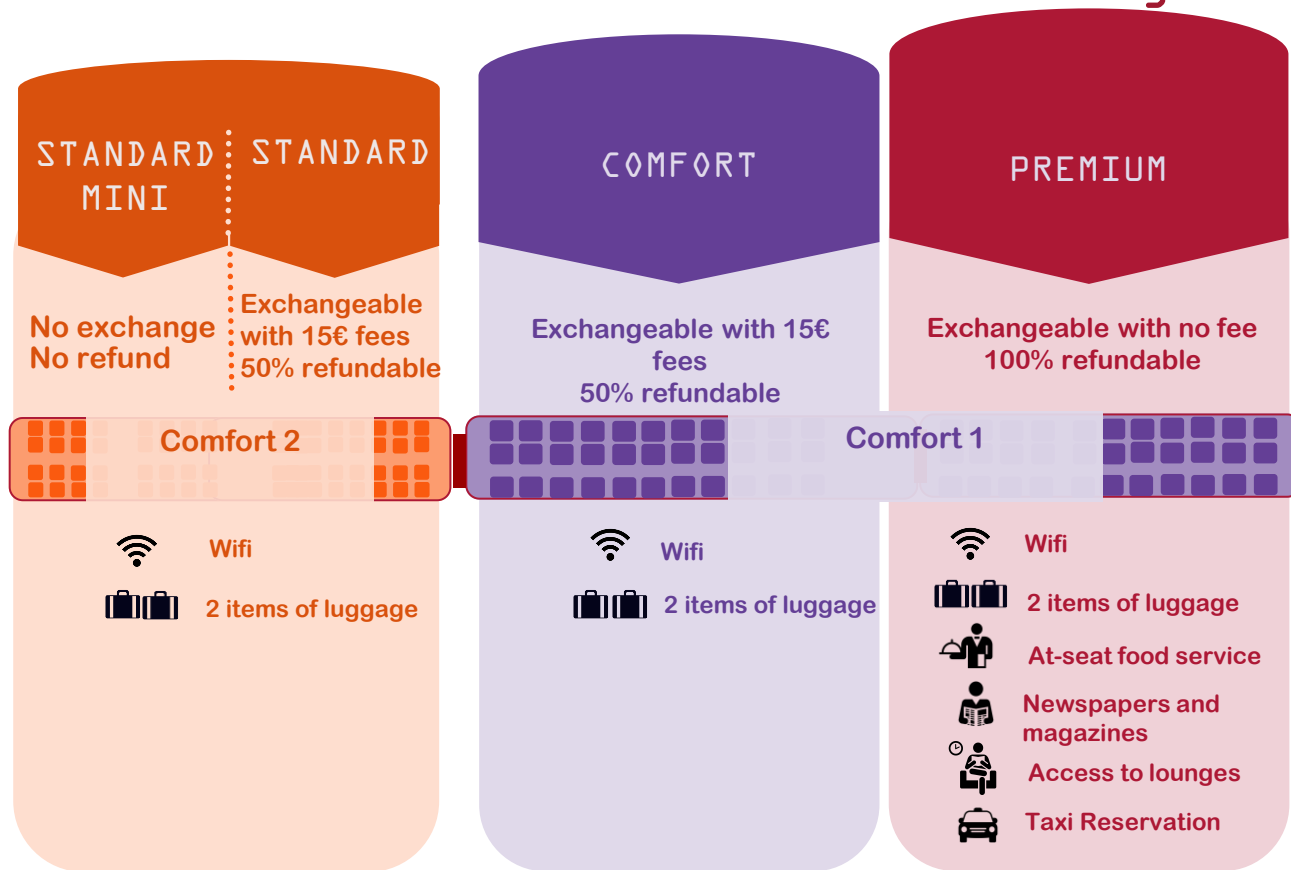 STANDARD
MINI
STANDARD
COMFORT
PREMIUM
No exchange
No refund
Exchangeable
with 15€ fees
50% refundable
Exchangeable with 15€
fees
50% refundable
Exchangeable with no fee
100% refundable
Comfort 2
Comfort 1
Wifi
2 items of luggage
Wifi
2 items of luggage
Wifi
2 items of luggage
At-seat food service
Newspapers and
magazines
Access to lounges
Taxi Reservation